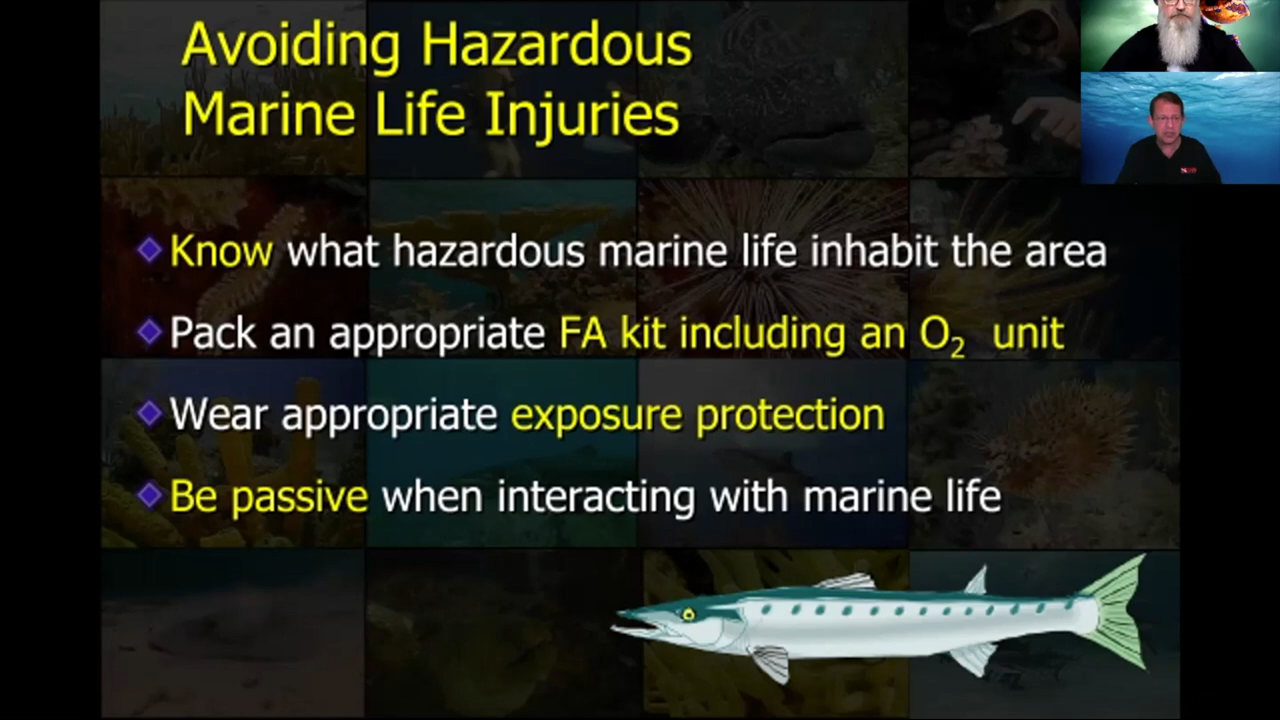 Avoiding Hazardous
Marine Life Injuries
Know what hazardous marine life inhabit the area
Pack an appropriate FA kit including an O₂ unit
Wear appropriate exposure protection
Be passive when interacting with marine life